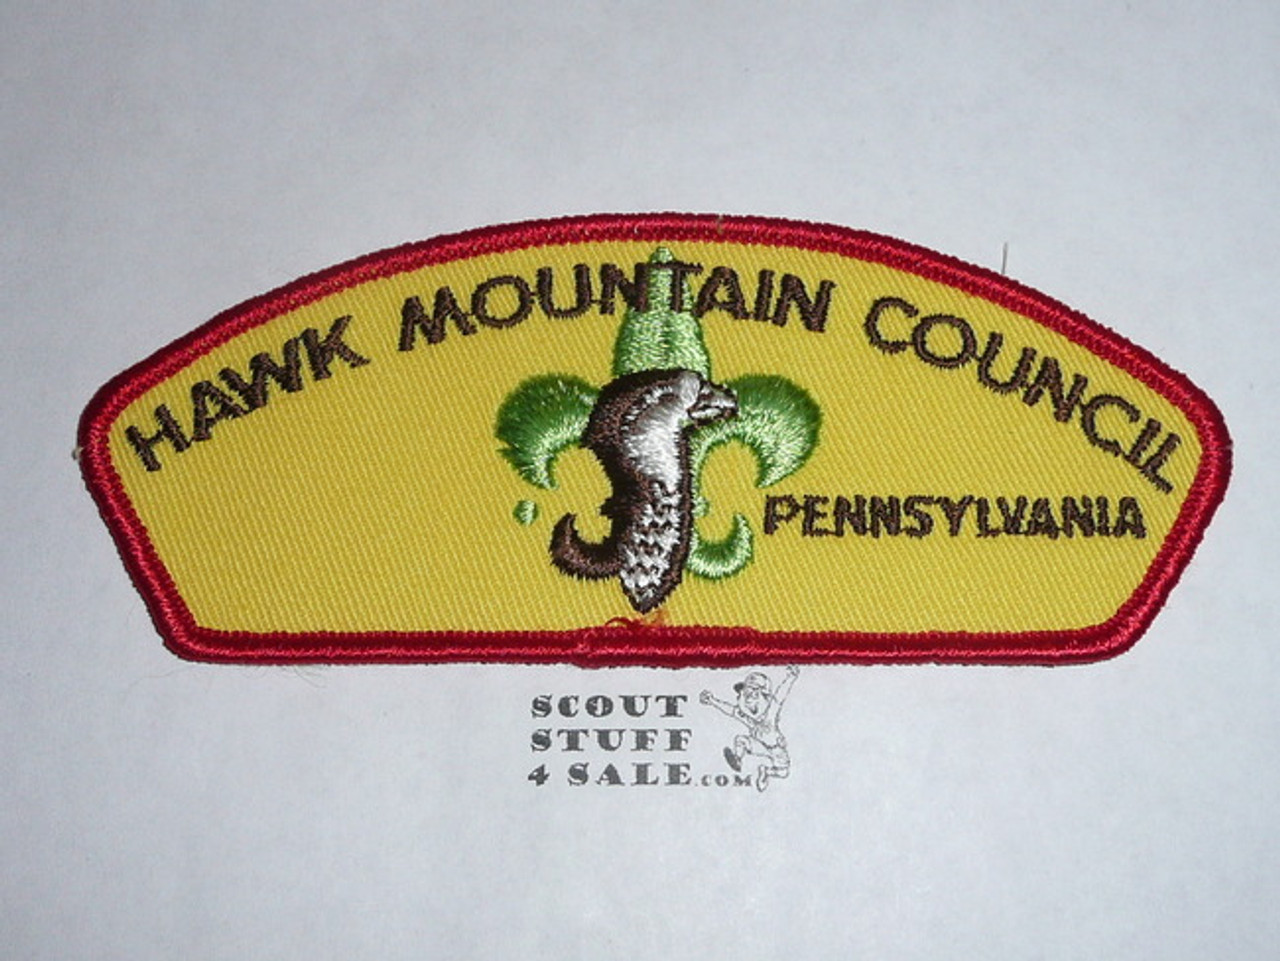 HAWK MOUNTAIN COUNCIL
PENNSYLVANIA
SCOUT
STUFF
4 SALE.COM